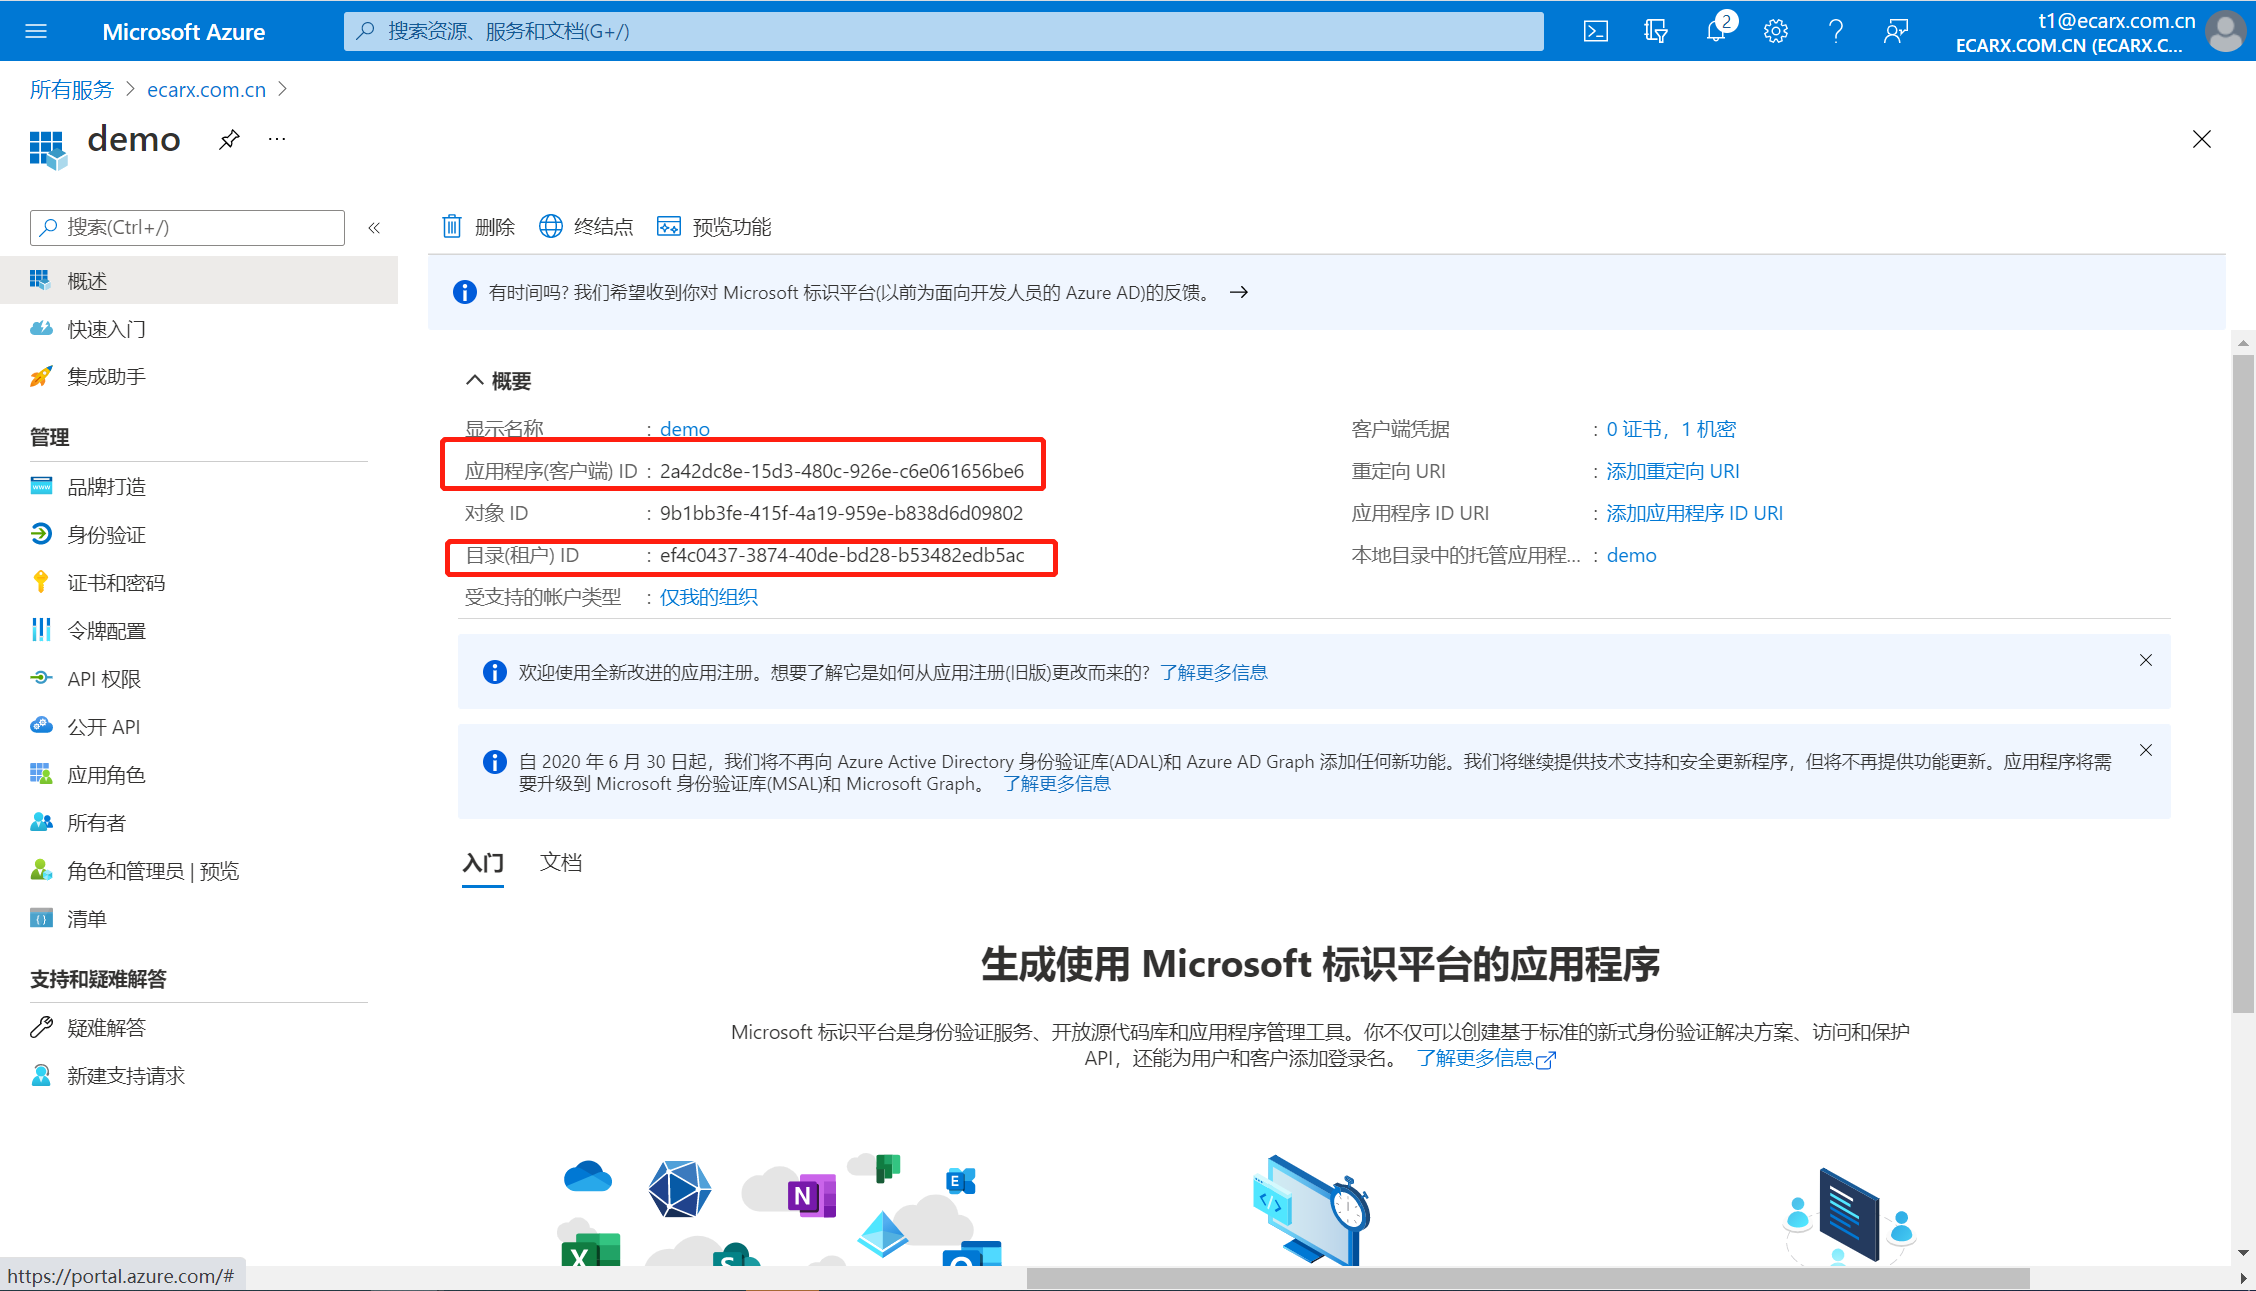 Microsoft Azure
搜索资源、服务和文档(G+/)
2
t1@ecarx.com.cn
ECARX.COM.CN (ECARX.C...
所有服务 > ecarx.com.cn >
demo
...
搜索(Ctrl+/)
«
删除
终结点
预览功能
概述
快速入门
集成助手
管理
品牌打造
身份验证
证书和密码
令牌配置
API 权限
公开 API
应用角色
所有者
角色和管理员 | 预览
清单
支持和疑难解答
疑难解答
新建支持请求
有时间吗? 我们希望收到你对 Microsoft 标识平台(以前为面向开发人员的 Azure AD)的反馈。 →
概要
显示名称 : demo
应用程序(客户端) ID : 2a42dc8e-15d3-480c-926e-c6e061656be6
对象 ID : 9b1bb3fe-415f-4a19-959e-b838d6d09802
目录(租户) ID : ef4c0437-3874-40de-bd28-b53482edb5ac
受支持的帐户类型 : 仅我的组织
客户端凭据 : 0 证书，1 机密
重定向 URI : 添加重定向 URI
应用程序 ID URI : 添加应用程序 ID URI
本地目录中的托管应用程... : demo
欢迎使用全新改进的应用注册。想要了解它是如何从应用注册(旧版)更改而来的? 了解更多信息
自 2020 年 6 月 30 日起，我们将不再向 Azure Active Directory 身份验证库(ADAL)和 Azure AD Graph 添加任何新功能。我们将继续提供技术支持和安全更新程序，但将不再提供功能更新。应用程序将需
要升级到 Microsoft 身份验证库(MSAL)和 Microsoft Graph。 了解更多信息
入门
文档
生成使用 Microsoft 标识平台的应用程序
Microsoft 标识平台是身份验证服务、开放源代码库和应用程序管理工具。你不仅可以创建基于标准的新式身份验证解决方案、访问和保护
API，还能为用户和客户添加登录名。 了解更多信息
N
E
X
S
O
https://portal.azure.com/#